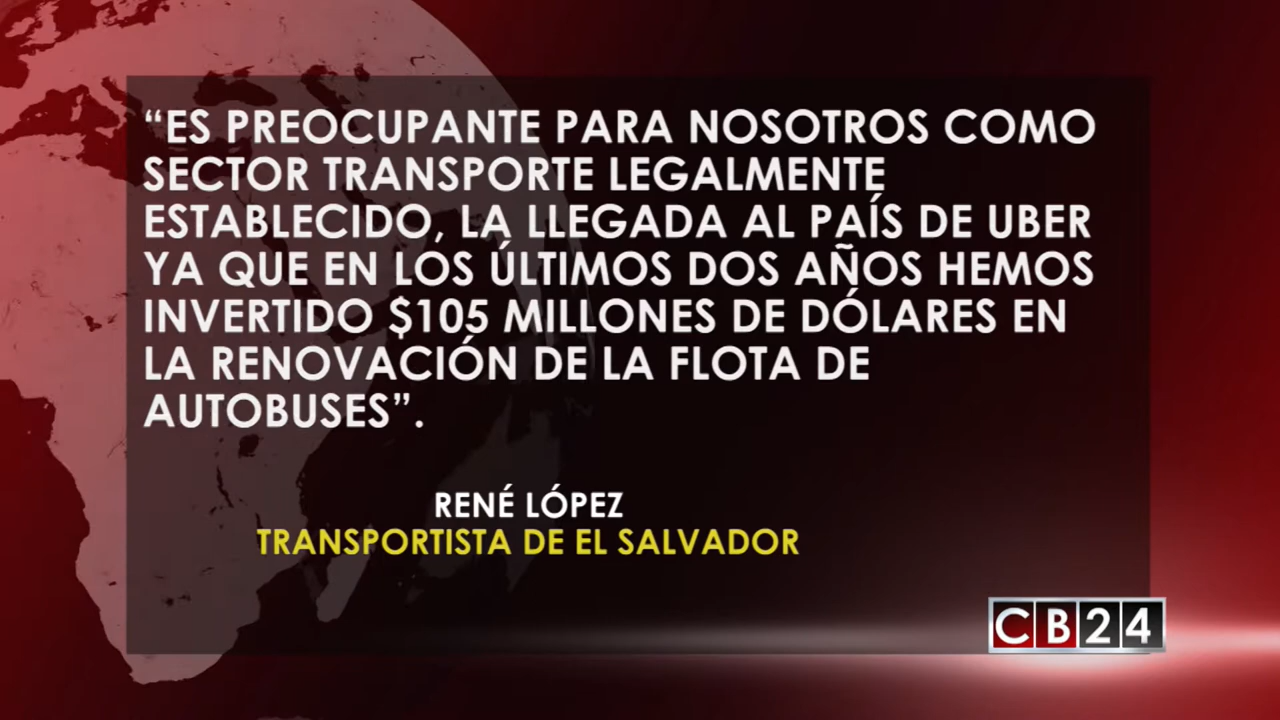 “ES PREOCUPANTE PARA NOSOTROS COMO
SECTOR TRANSPORTE LEGALMENTE
ESTABLECIDO, LA LLEGADA AL PAÍS DE UBER
YA QUE EN LOS ÚLTIMOS DOS AÑOS HEMOS
INVERTIDO $105 MILLONES DE DÓLARES EN
LA RENOVACIÓN DE LA FLOTA DE
AUTOBUSES”.
RENÉ LÓPEZ
TRANSPORTISTA DE EL SALVADOR
CB24